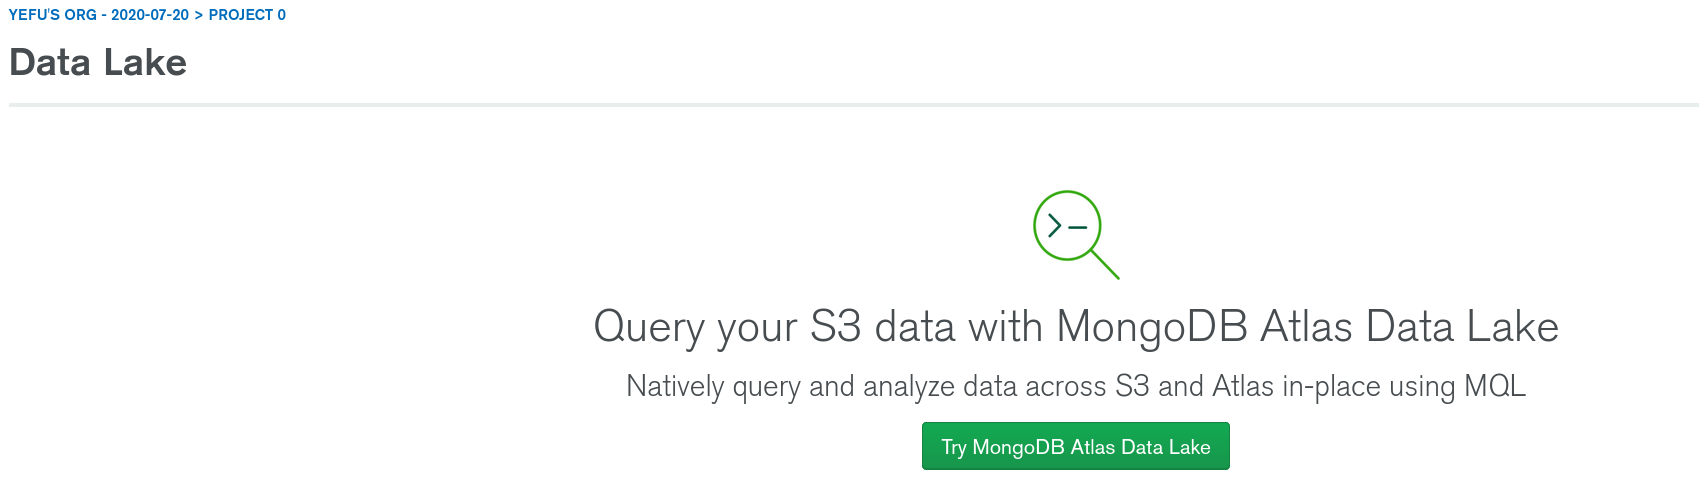 YEFU'S ORG - 2020-07-20 > PROJECT 0
Data Lake
Query your S3 data with MongoDB Atlas Data Lake
Natively query and analyze data across S3 and Atlas in-place using MQL
Try MongoDB Atlas Data Lake